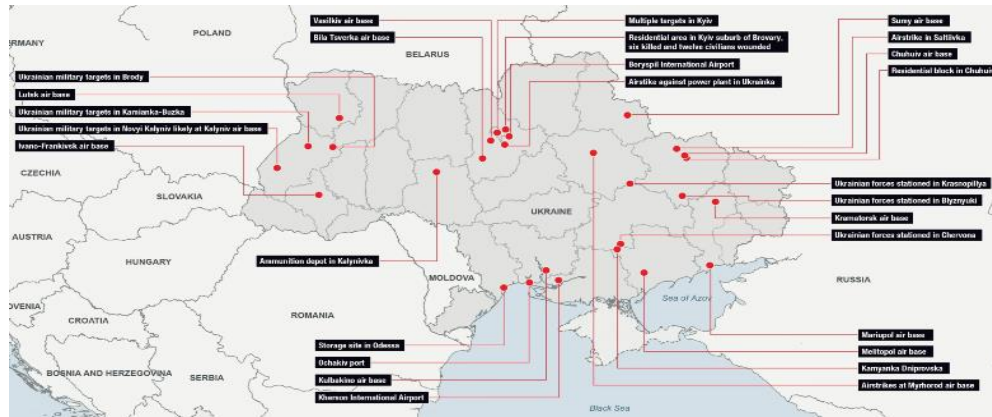 Vasilkiv air base
Bila Tserka air base
Multiple targets in Kyiv
Residential area in Kyiv suburb of Brovary,
six killed and twelve civilians wounded
Boryspil International Airport
Airstike against power plant in Ukrainka
Sumy air base
Airstrike in Saltivka
Chuhuiv air base
Residential block in Chuhuiv
POLAND
BELARUS
ERMANY
Ukrainian military targets in Brody
Lutsk air base
Ukrainian military targets in Kamianka-Buzka
Ukrainian military targets in Novyi Kalyniv likely at Kalyniv air base
Ivano-Frankivsk air base
CZECHIA
SLOVAKIA
AUSTRIA
HUNGARY
UKRAINE
Ukrainian forces stationed in Krasnopillya
Ukrainian forces stationed in Blyznyuki
Kramatorsk air base
Ukrainian forces stationed in Chervona
Ammunition depot in Kalynivka
MOLDOVA
RUSSIA
Sea of Azov
OVENIA
CROATIA
ROMANIA
BOSNIA AND HERZEGOVINA
SERBIA
Storage site in Odessa
Ochakiv port
Kulbakino air base
Kherson International Airport
Mariupol air base
Melitopol air base
Kamyanka Dniprovska
Airstrikes at Myrhorod air base
Black Sea